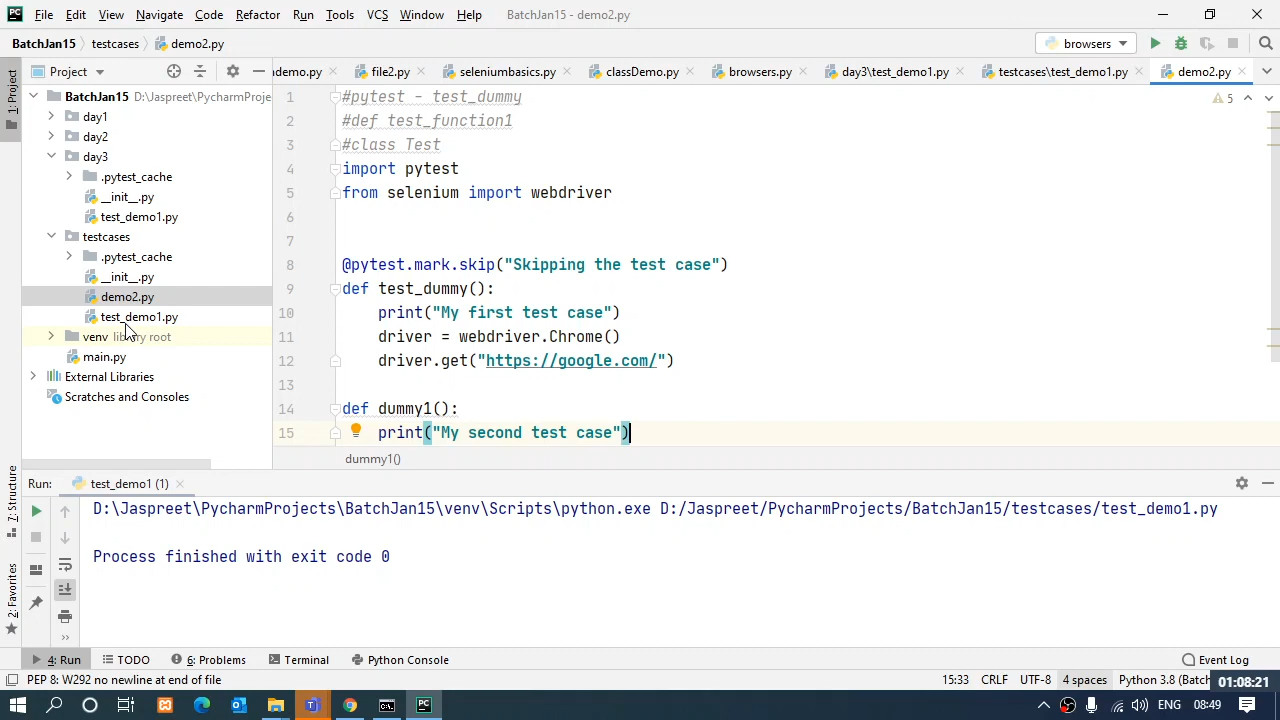 PC File Edit View Navigate Code Refactor Run Tools VCS Window Help BatchJan15 - demo2.py
BatchJan15 testcases demo2.py browsers
1: Project
Project
demo.py file2.py seleniumbasics.py classDemo.py browsers.py day3\test_demo1.py testcases\test_demo1.py demo2.py
BatchJan15 D:\Jaspreet\PycharmProje
day1
day2
day3
.pytest_cache
__init__.py
test_demo1.py
testcases
.pytest_cache
__init__.py
demo2.py
test_demo1.py
venv library root
main.py
External Libraries
Scratches and Consoles
5
1 #pytest - test_dummy
2 #def test_function1
3 #class Test
4 import pytest
5 from selenium import webdriver
6
7
8 @pytest.mark.skip("Skipping the test case")
9 def test_dummy():
10 print("My first test case")
11 driver = webdriver.Chrome()
12 driver.get("https://google.com/")
13
14 def dummy1():
15 print("My second test case")
dummy1()
7: Structure
2: Favorites
Run: test_demo1 (1)
D:\Jaspreet\PycharmProjects\BatchJan15\venv\Scripts\python.exe D:/Jaspreet/PycharmProjects/BatchJan15/testcases/test_demo1.py
Process finished with exit code 0
4: Run TODO 6: Problems Terminal Python Console Event Log
PEP 8: W292 no newline at end of file 15:33 CRLF UTF-8 4 spaces Python 3.8 (Batch
01:08:21
ENG 08:49